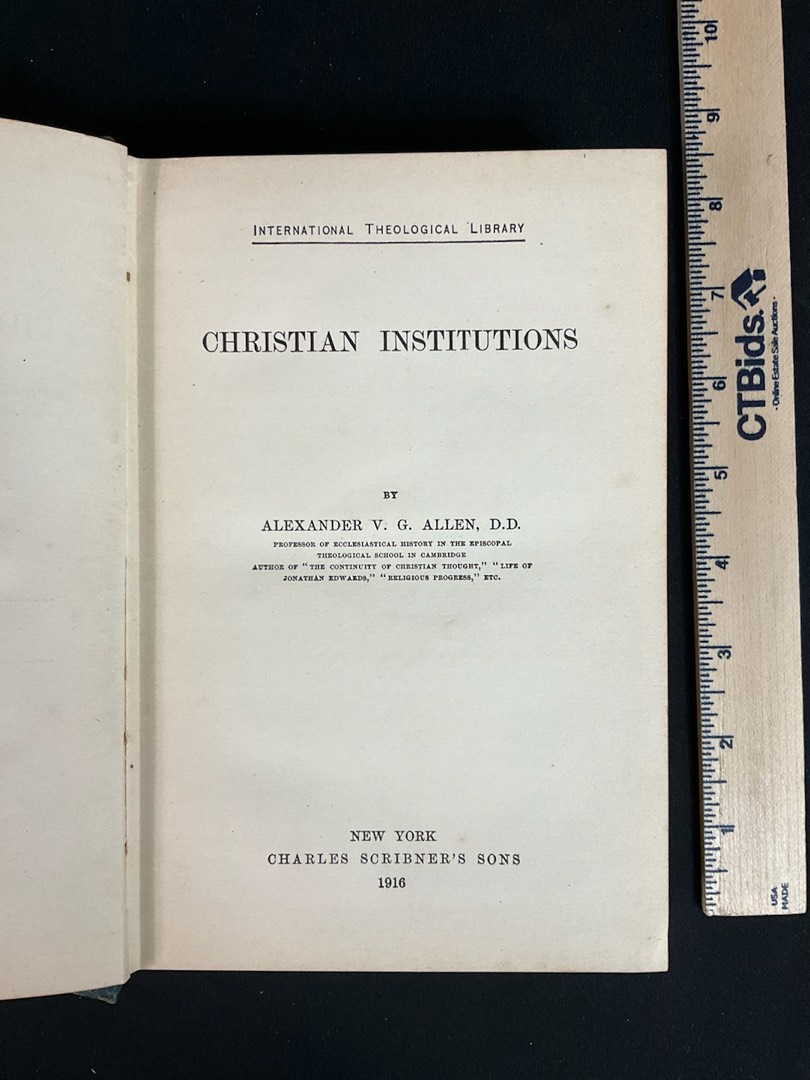 INTERNATIONAL THEOLOGICAL LIBRARY
CHRISTIAN INSTITUTIONS
BY
ALEXANDER V. G. ALLEN, D.D.
PROFESSOR OF ECCLESIASTICAL HISTORY IN THE EPISCOPAL
THEOLOGICAL SCHOOL IN CAMBRIDGE
AUTHOR OF "THE CONTINUITY OF CHRISTIAN THOUGHT," "LIFE OF
JONATHAN EDWARDS," "RELIGIOUS PROGRESS," ETC.
NEW YORK
CHARLES SCRIBNER'S SONS
1916
10
9
8
7
6
5
4
3
2
1
CTBids.
- Online Estate Sale Auctions -
USA
MADE